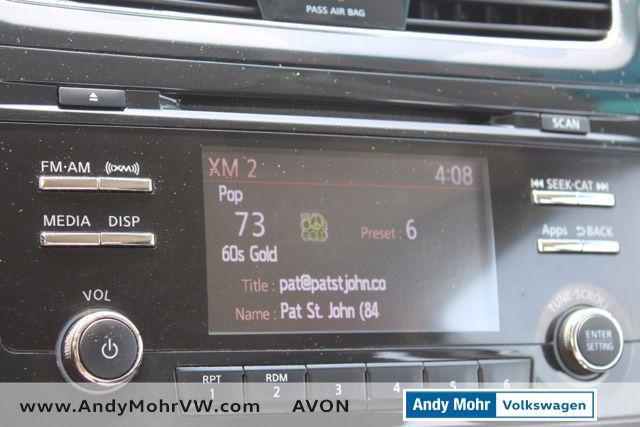 PASS AIR BAG
SCAN
FM·AM ((XM))
MEDIA DISP
VOL
XM 2 4:08
Pop
73 60s GOLD Preset : 6
60s Gold
Title : pat@patstjohn.co
Name : Pat St. John (84
SEEK·CAT
Apps BACK
TUNE·SCROLL
ENTER
SETTING
RPT RDM
1 2 3 4 5 6
www.AndyMohrVW.com AVON Andy Mohr Volkswagen